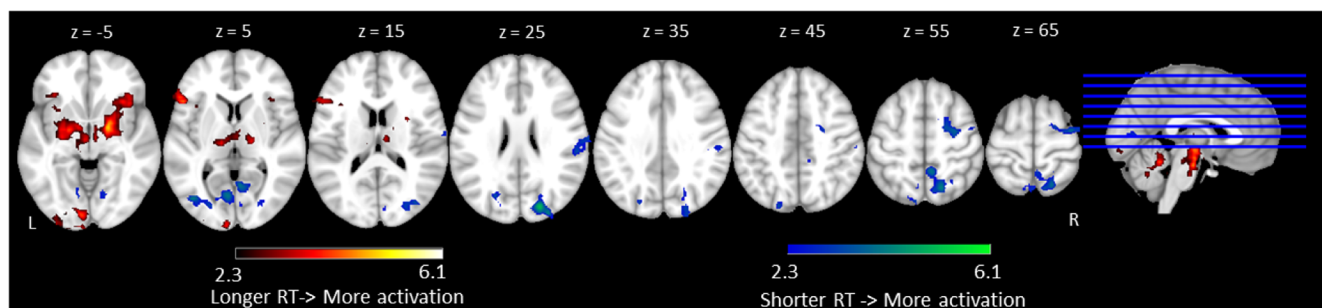 z = -5 z = 5 z = 15 z = 25 z = 35 z = 45 z = 55 z = 65
L R
2.3 6.1 2.3 6.1
Longer RT-> More activation Shorter RT -> More activation